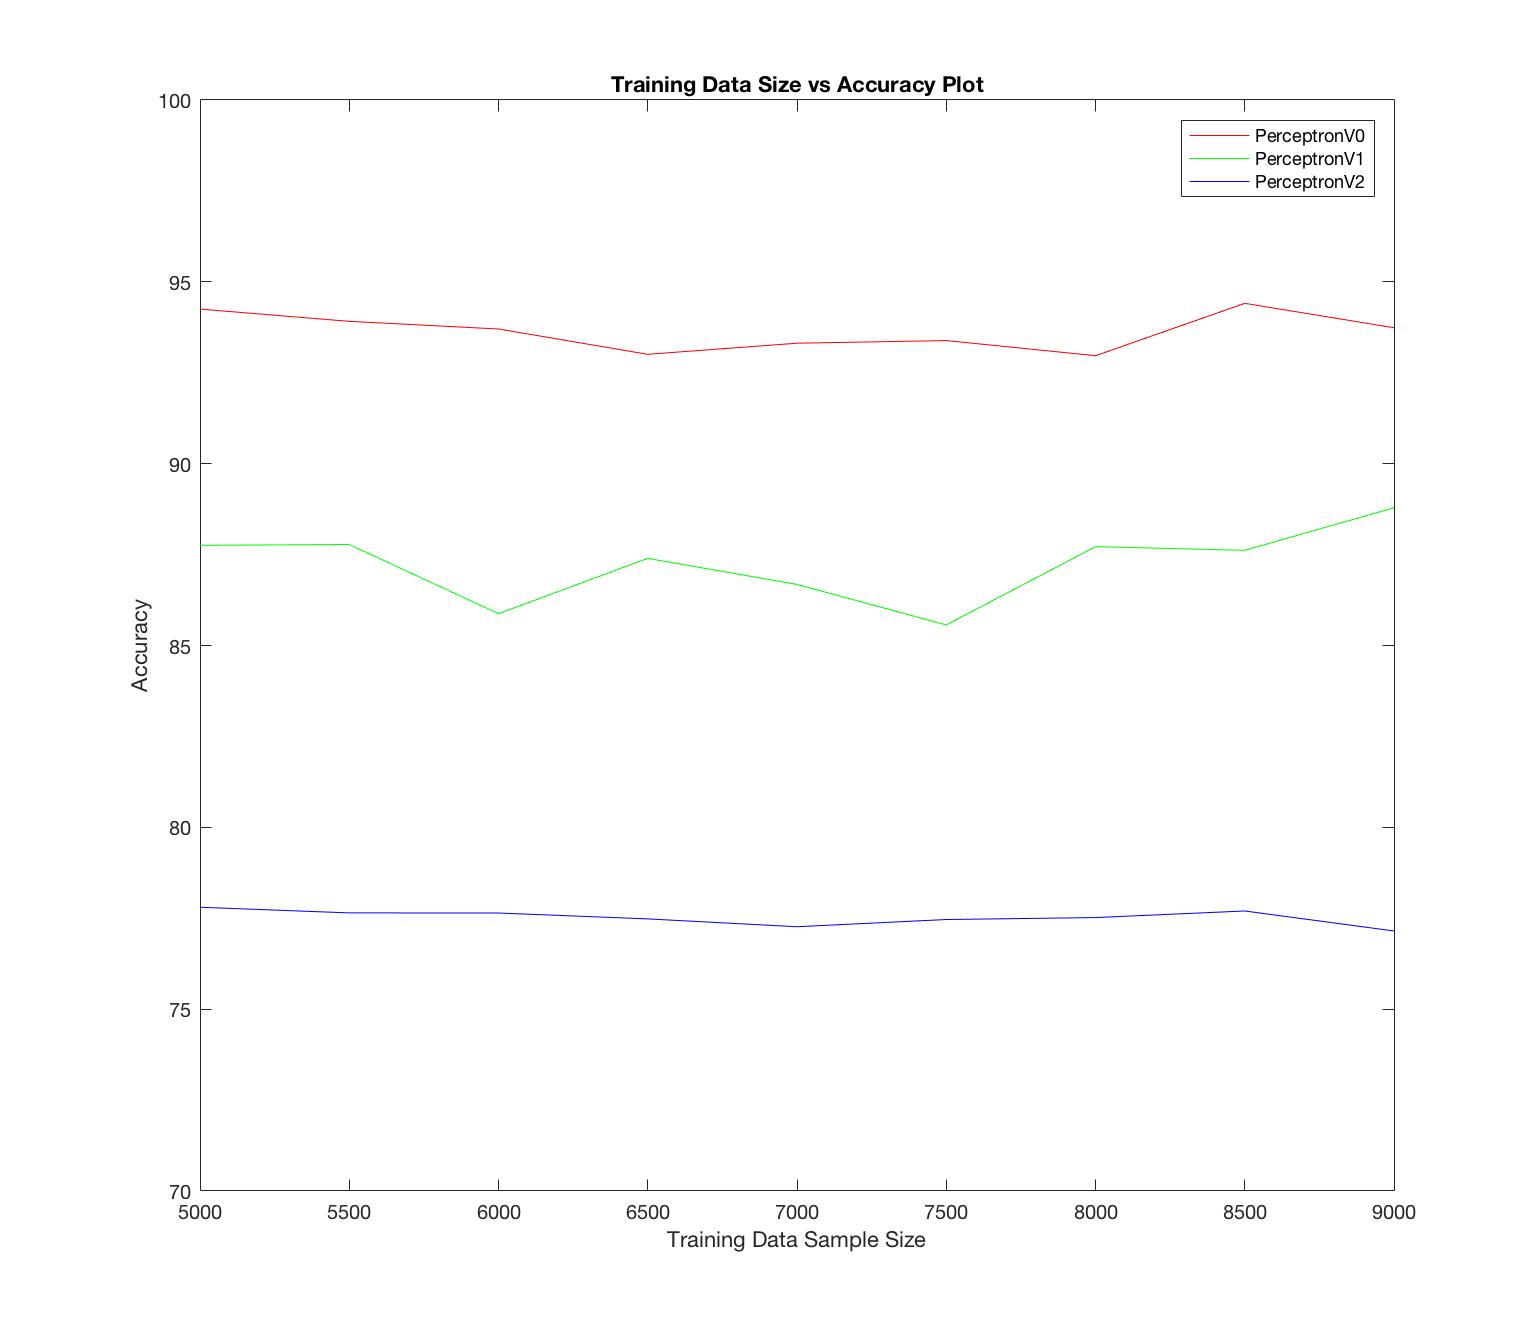 Training Data Size vs Accuracy Plot
PerceptronV0
PerceptronV1
PerceptronV2
100
95
90
85
80
75
70
Accuracy
5000 5500 6000 6500 7000 7500 8000 8500 9000
Training Data Sample Size